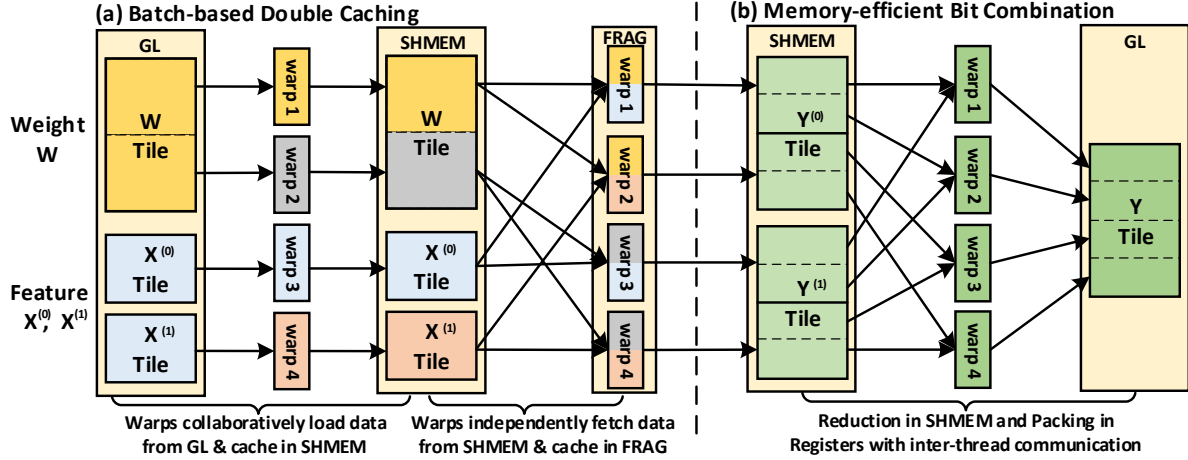 (a) Batch-based Double Caching
(b) Memory-efficient Bit Combination
GL
SHMEM
FRAG
SHMEM
GL
Weight
W
Feature
X(0), X(1)
W
Tile
X(0)
Tile
X(1)
Tile
warp 1
warp 2
warp 3
warp 4
W
Tile
X(0)
Tile
X(1)
Tile
warp 1
warp 2
warp 3
warp 4
Y(0)
Tile
Y(1)
Tile
warp 1
warp 2
warp 3
warp 4
Y
Tile
Warps collaboratively load data
from GL & cache in SHMEM
Warps independently fetch data
from SHMEM & cache in FRAG
Reduction in SHMEM and Packing in
Registers with inter-thread communication